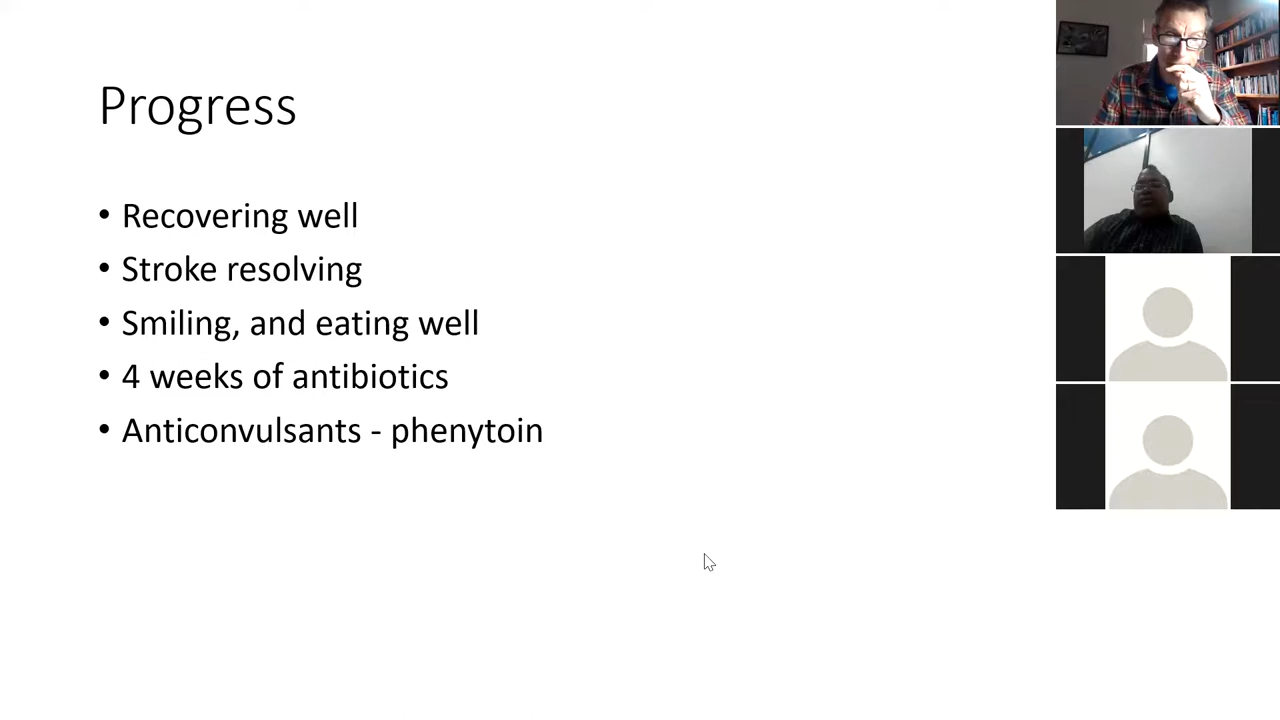 Progress
• Recovering well
• Stroke resolving
• Smiling, and eating well
• 4 weeks of antibiotics
• Anticonvulsants - phenytoin